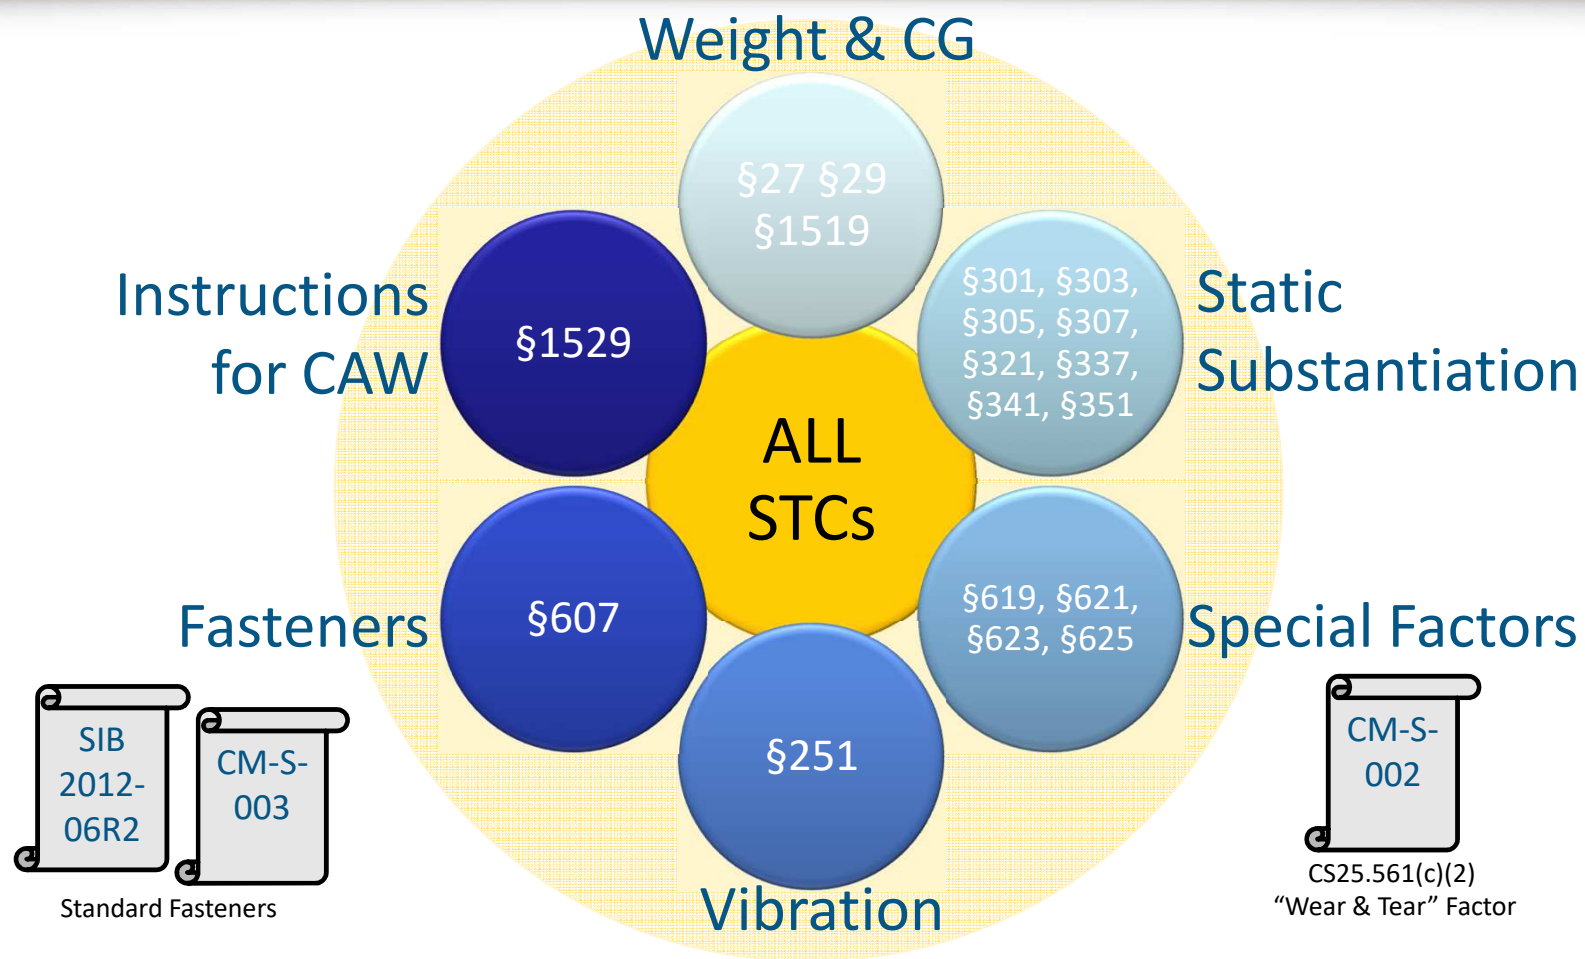 Weight & CG
§27 §29
§1519
Instructions
for CAW
§1529
§301, §303,
§305, §307,
§321, §337,
§341, §351
Static
Substantiation
ALL
STCs
Fasteners
§607
§619, §621,
§623, §625
Special Factors
§251
Vibration
SIB
2012-
06R2
CM-S-
003
Standard Fasteners
CM-S-
002
CS25.561(c)(2)
“Wear & Tear” Factor